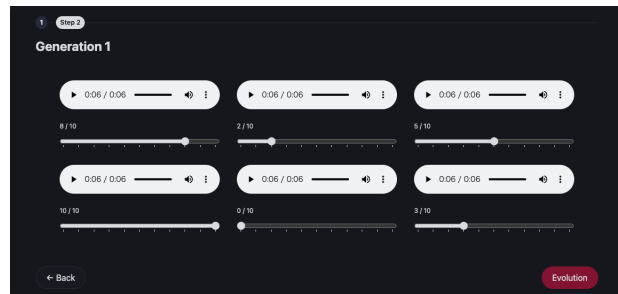 1 Step 2
Generation 1
0:06 / 0:06 0:06 / 0:06 0:06 / 0:06
8 / 10 2 / 10 5 / 10
0:06 / 0:06 0:06 / 0:06 0:06 / 0:06
10 / 10 0 / 10 3 / 10
← Back Evolution